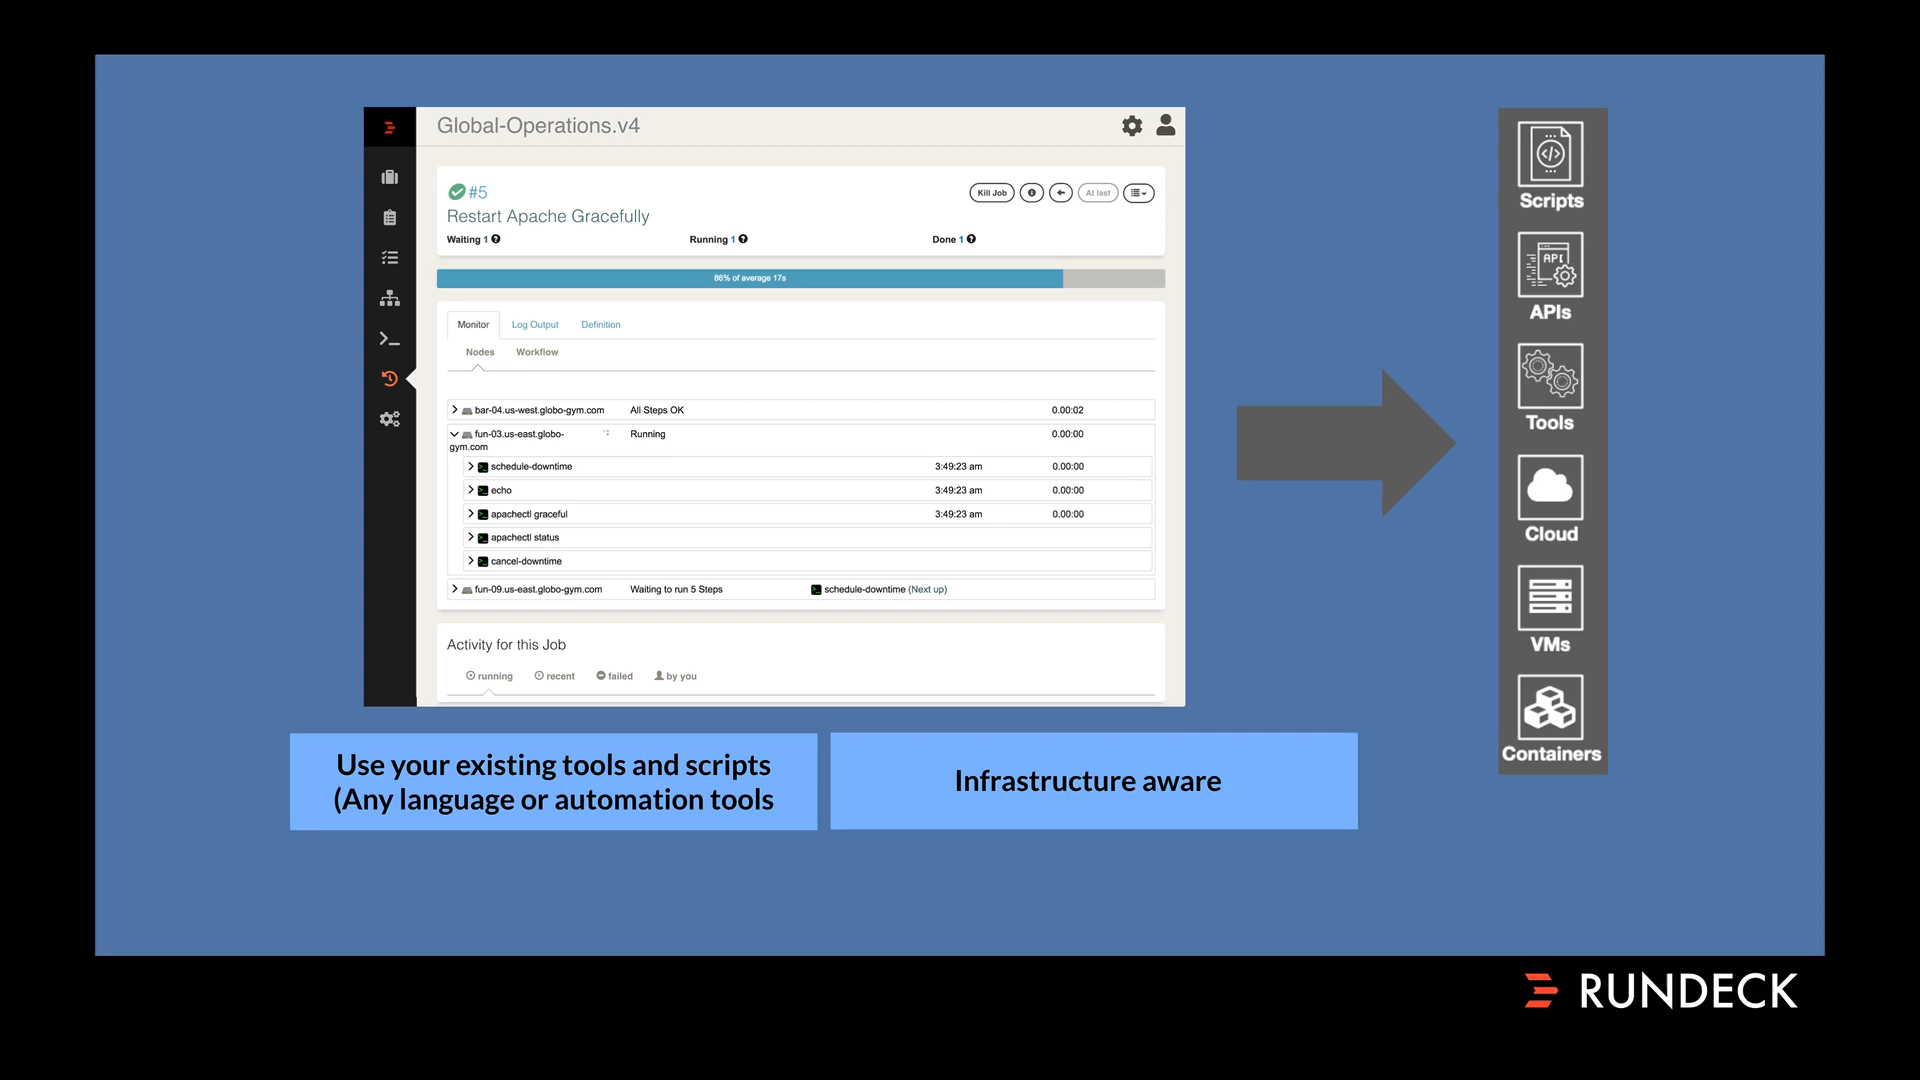 Global-Operations.v4
#5
Kill Job
At last
Restart Apache Gracefully
Waiting 1
Running 1
Done 1
86% of average 17s
Monitor Log Output Definition
Nodes Workflow
bar-04.us-west.globo-gym.com All Steps OK 0.00:02
fun-03.us-east.globo-
gym.com
Running 0.00:00
schedule-downtime 3:49:23 am 0.00:00
echo 3:49:23 am 0.00:00
apachectl graceful 3:49:23 am 0.00:00
apachectl status
cancel-downtime
fun-09.us-east.globo-gym.com Waiting to run 5 Steps schedule-downtime (Next up)
Activity for this Job
running recent failed by you
Use your existing tools and scripts
(Any language or automation tools
Infrastructure aware
Scripts
API
APIs
Tools
Cloud
VMs
Containers
RUNDECK